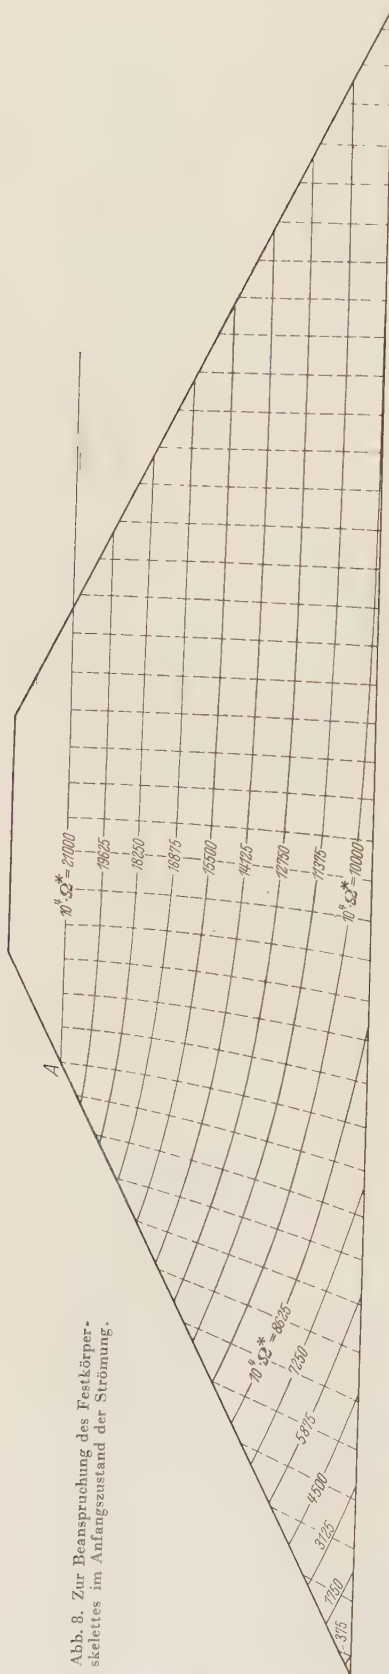 Abb. 8. Zur Beanspruchung des Festkörper-
skelettes im Anfangszustand der Strömung.
A
10⁴·Ω*= 21000
19625
18250
16875
15500
14125
12750
11375
10⁴·Ω*=10000
10⁴·Ω*=8625
7250
5875
4500
3125
1750
375